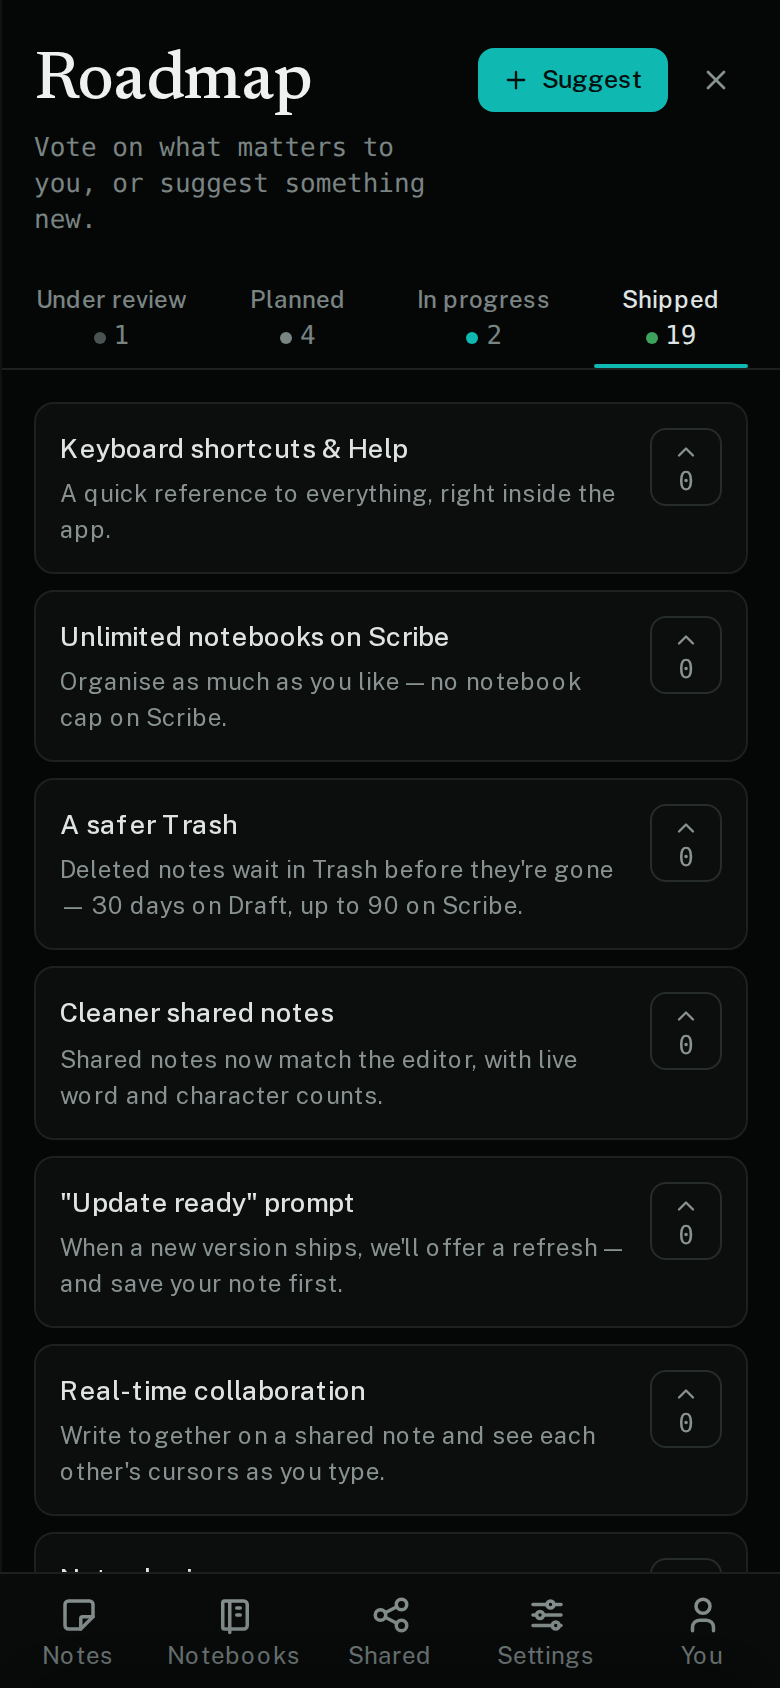 Roadmap
+ Suggest
Vote on what matters to
you, or suggest something
new.
Under review
1
Planned
4
In progress
2
Shipped
19
Keyboard shortcuts & Help
0
A quick reference to everything, right inside the
app.
Unlimited notebooks on Scribe
0
Organise as much as you like — no notebook
cap on Scribe.
A safer Trash
0
Deleted notes wait in Trash before they're gone
— 30 days on Draft, up to 90 on Scribe.
Cleaner shared notes
0
Shared notes now match the editor, with live
word and character counts.
"Update ready" prompt
0
When a new version ships, we'll offer a refresh —
and save your note first.
Real-time collaboration
0
Write together on a shared note and see each
other's cursors as you type.
Notes
Notebooks
Shared
Settings
You